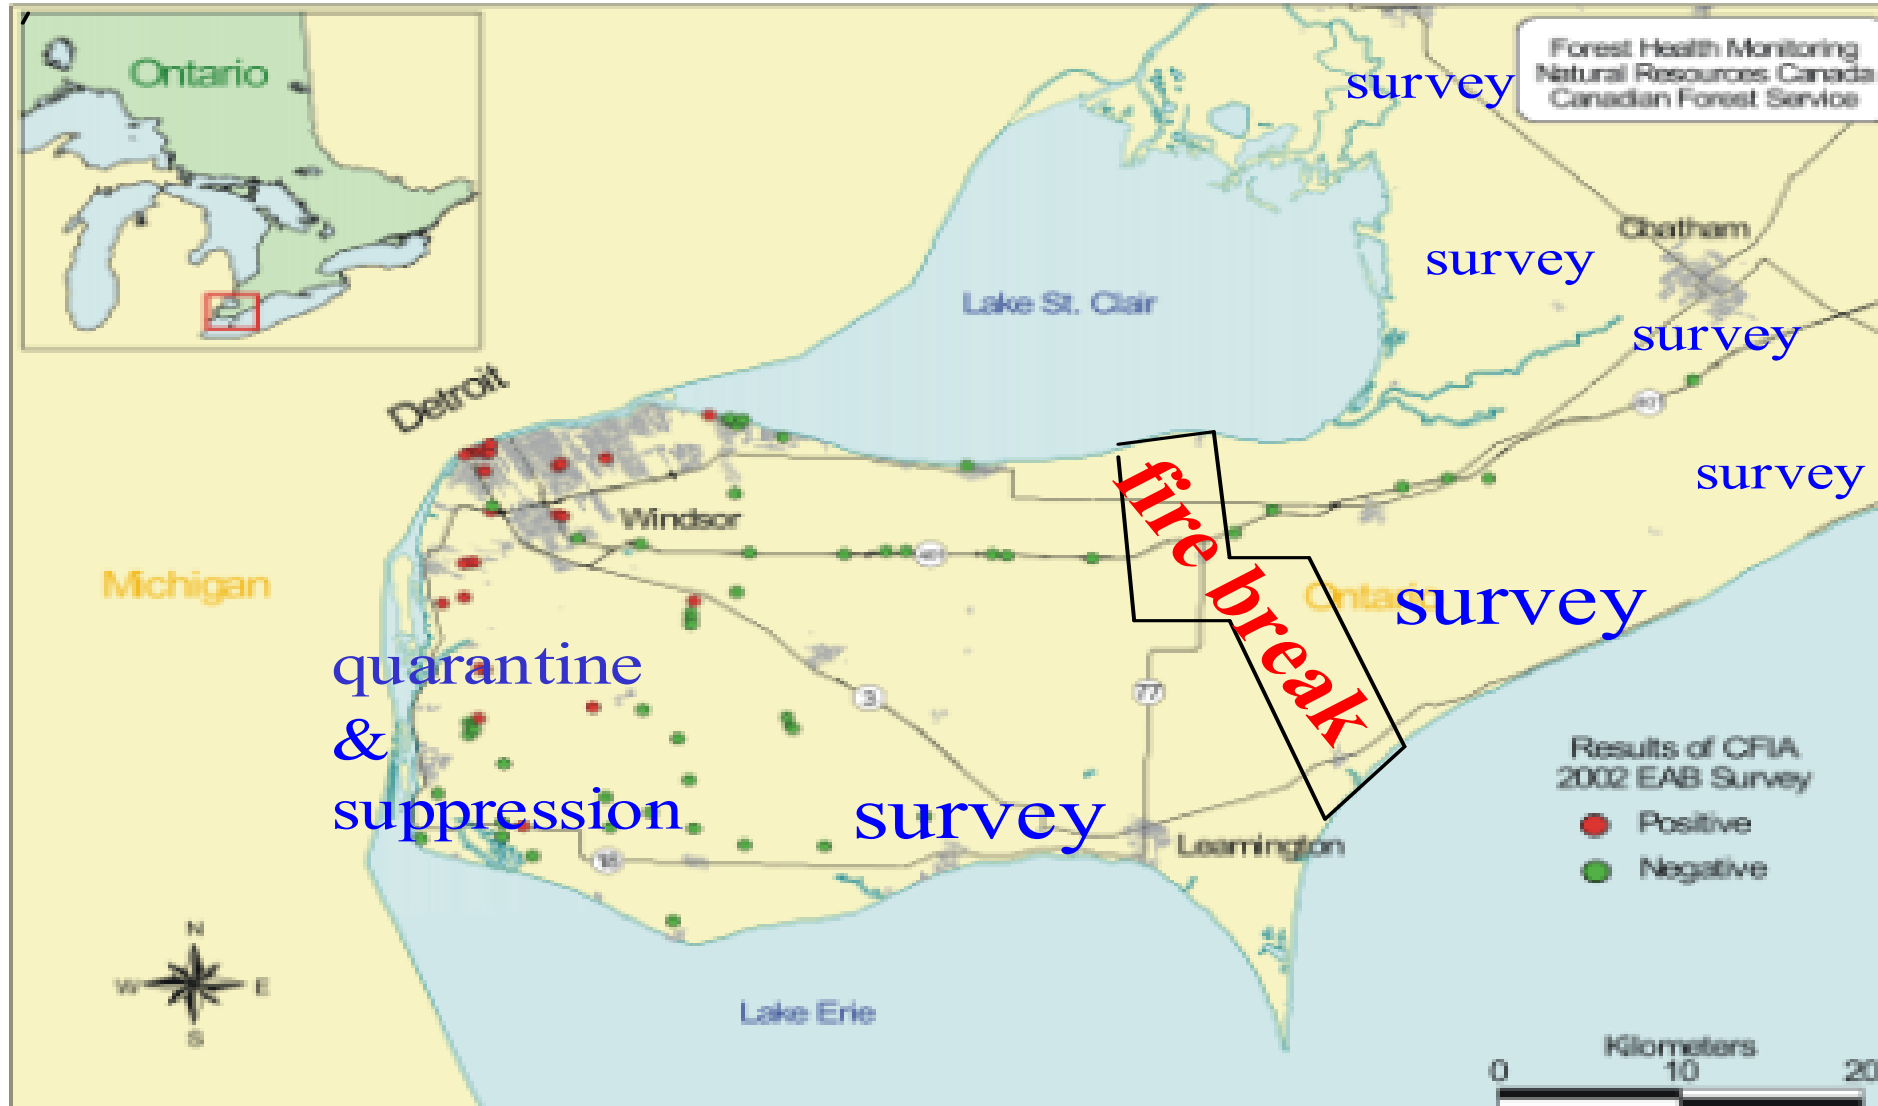 Ontario
Forest Health Monitoring
Natural Resources Canada
Canadian Forest Service
survey
Chatham
survey
Lake St. Clair
survey
Detroit
401
survey
Windsor
401
fire break
Michigan
Ontario
survey
quarantine
&
suppression
3
77
survey
Leamington
18
Results of CFIA
2002 EAB Survey
Positive
Negative
N
W
E
S
Lake Erie
Kilometers
0 10 20